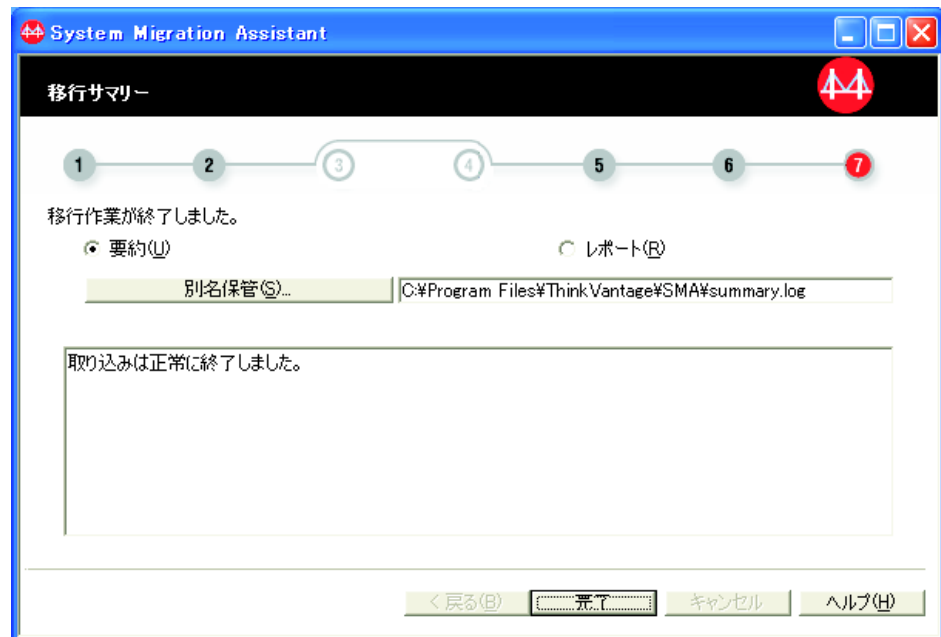 System Migration Assistant
移行サマリー
1 2 3 4 5 6 7
移行作業が終了しました。
要約(U) レポート(R)
別名保管(S)... C:¥Program Files¥ThinkVantage¥SMA¥summary.log
取り込みは正常に終了しました。
< 戻る(B) 完了 キャンセル ヘルプ(H)